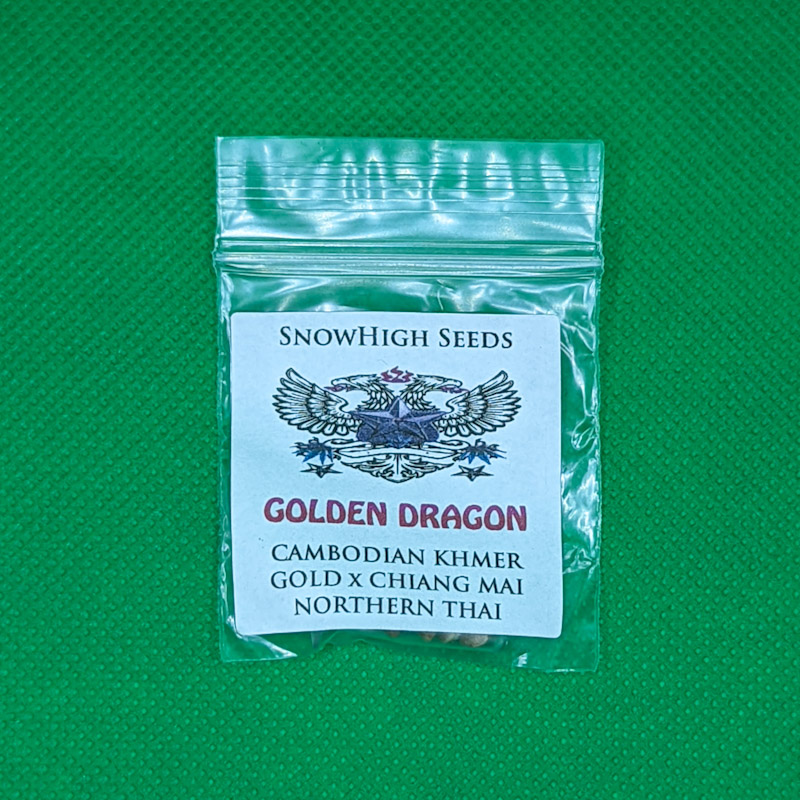 SNOWHIGH SEEDS
GOLDEN DRAGON
CAMBODIAN KHMER
GOLD X CHIANG MAI
NORTHERN THAI